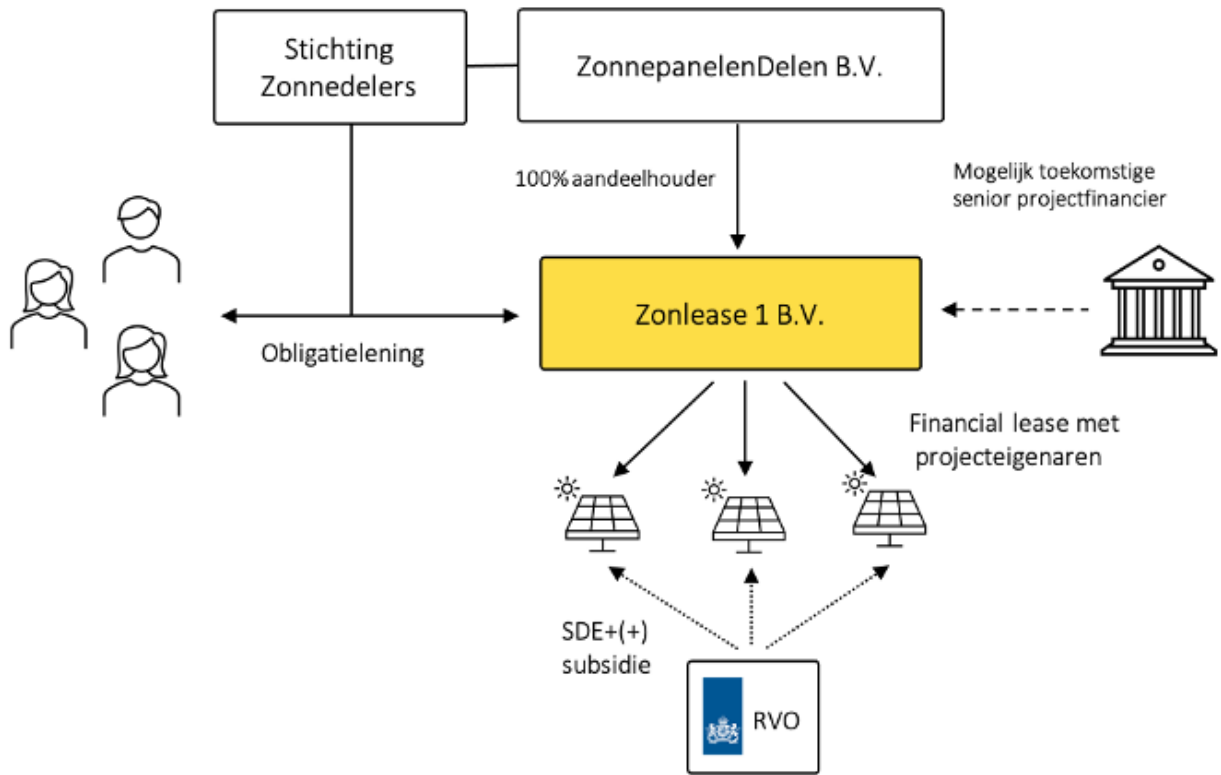 Stichting
Zonnedelers
ZonnepanelenDelen B.V.
100% aandeelhouder
Mogelijk toekomstige
senior projectfinancier
Zonlease 1 B.V.
Obligatielening
Financial lease met
projecteigenaren
SDE+(+)
subsidie
RVO